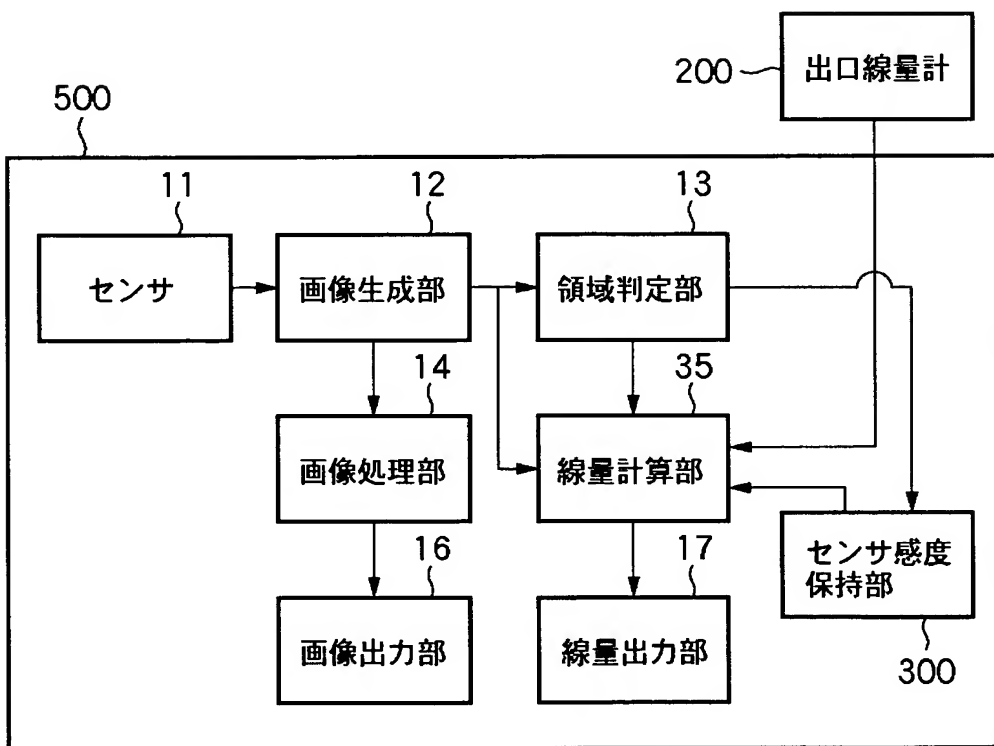 200
出口線量計
500
11
12
13
センサ
画像生成部
領域判定部
14
35
画像処理部
線量計算部
16
17
センサ感度
保持部
画像出力部
線量出力部
300